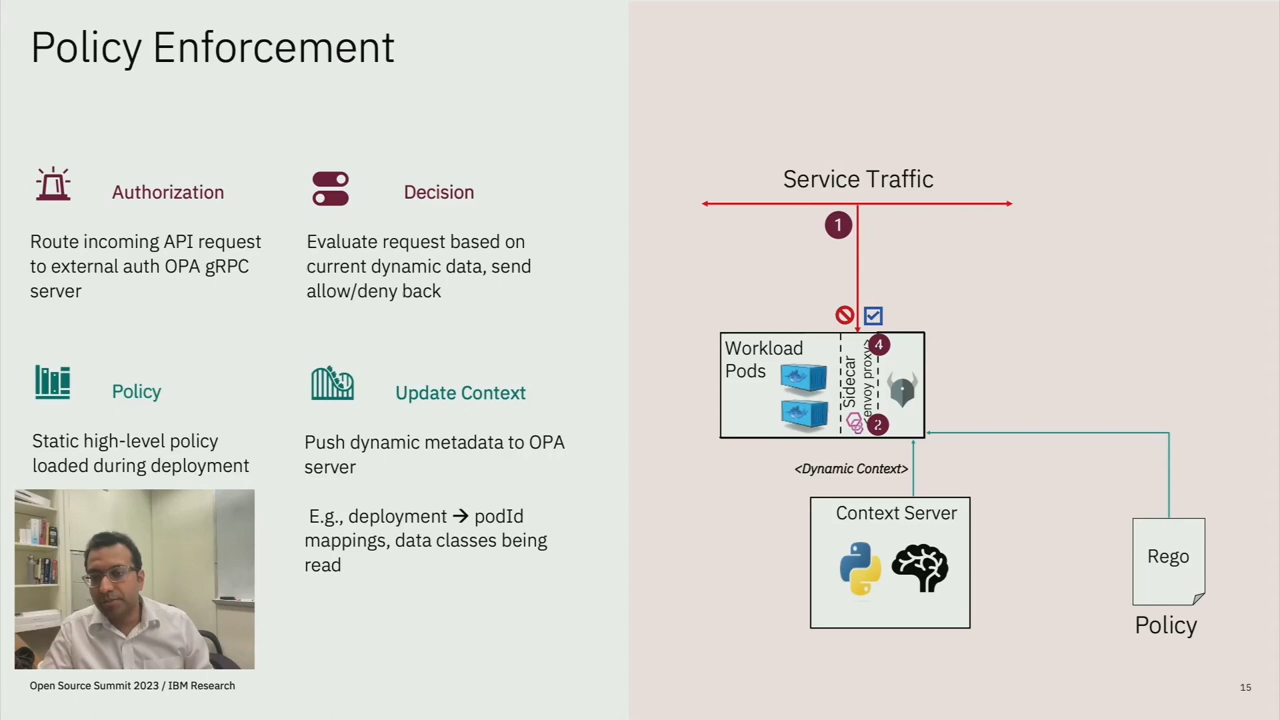 Policy Enforcement
Authorization
Route incoming API request
to external auth OPA gRPC
server
Decision
Evaluate request based on
current dynamic data, send
allow/deny back
Policy
Static high-level policy
loaded during deployment
Update Context
Push dynamic metadata to OPA
server
E.g., deployment → podId
mappings, data classes being
read
Open Source Summit 2023 / IBM Research
Service Traffic
1
Workload
Pods
Sidecar
<envoy proxy>
4
2
<Dynamic Context>
Context Server
Rego
Policy
15